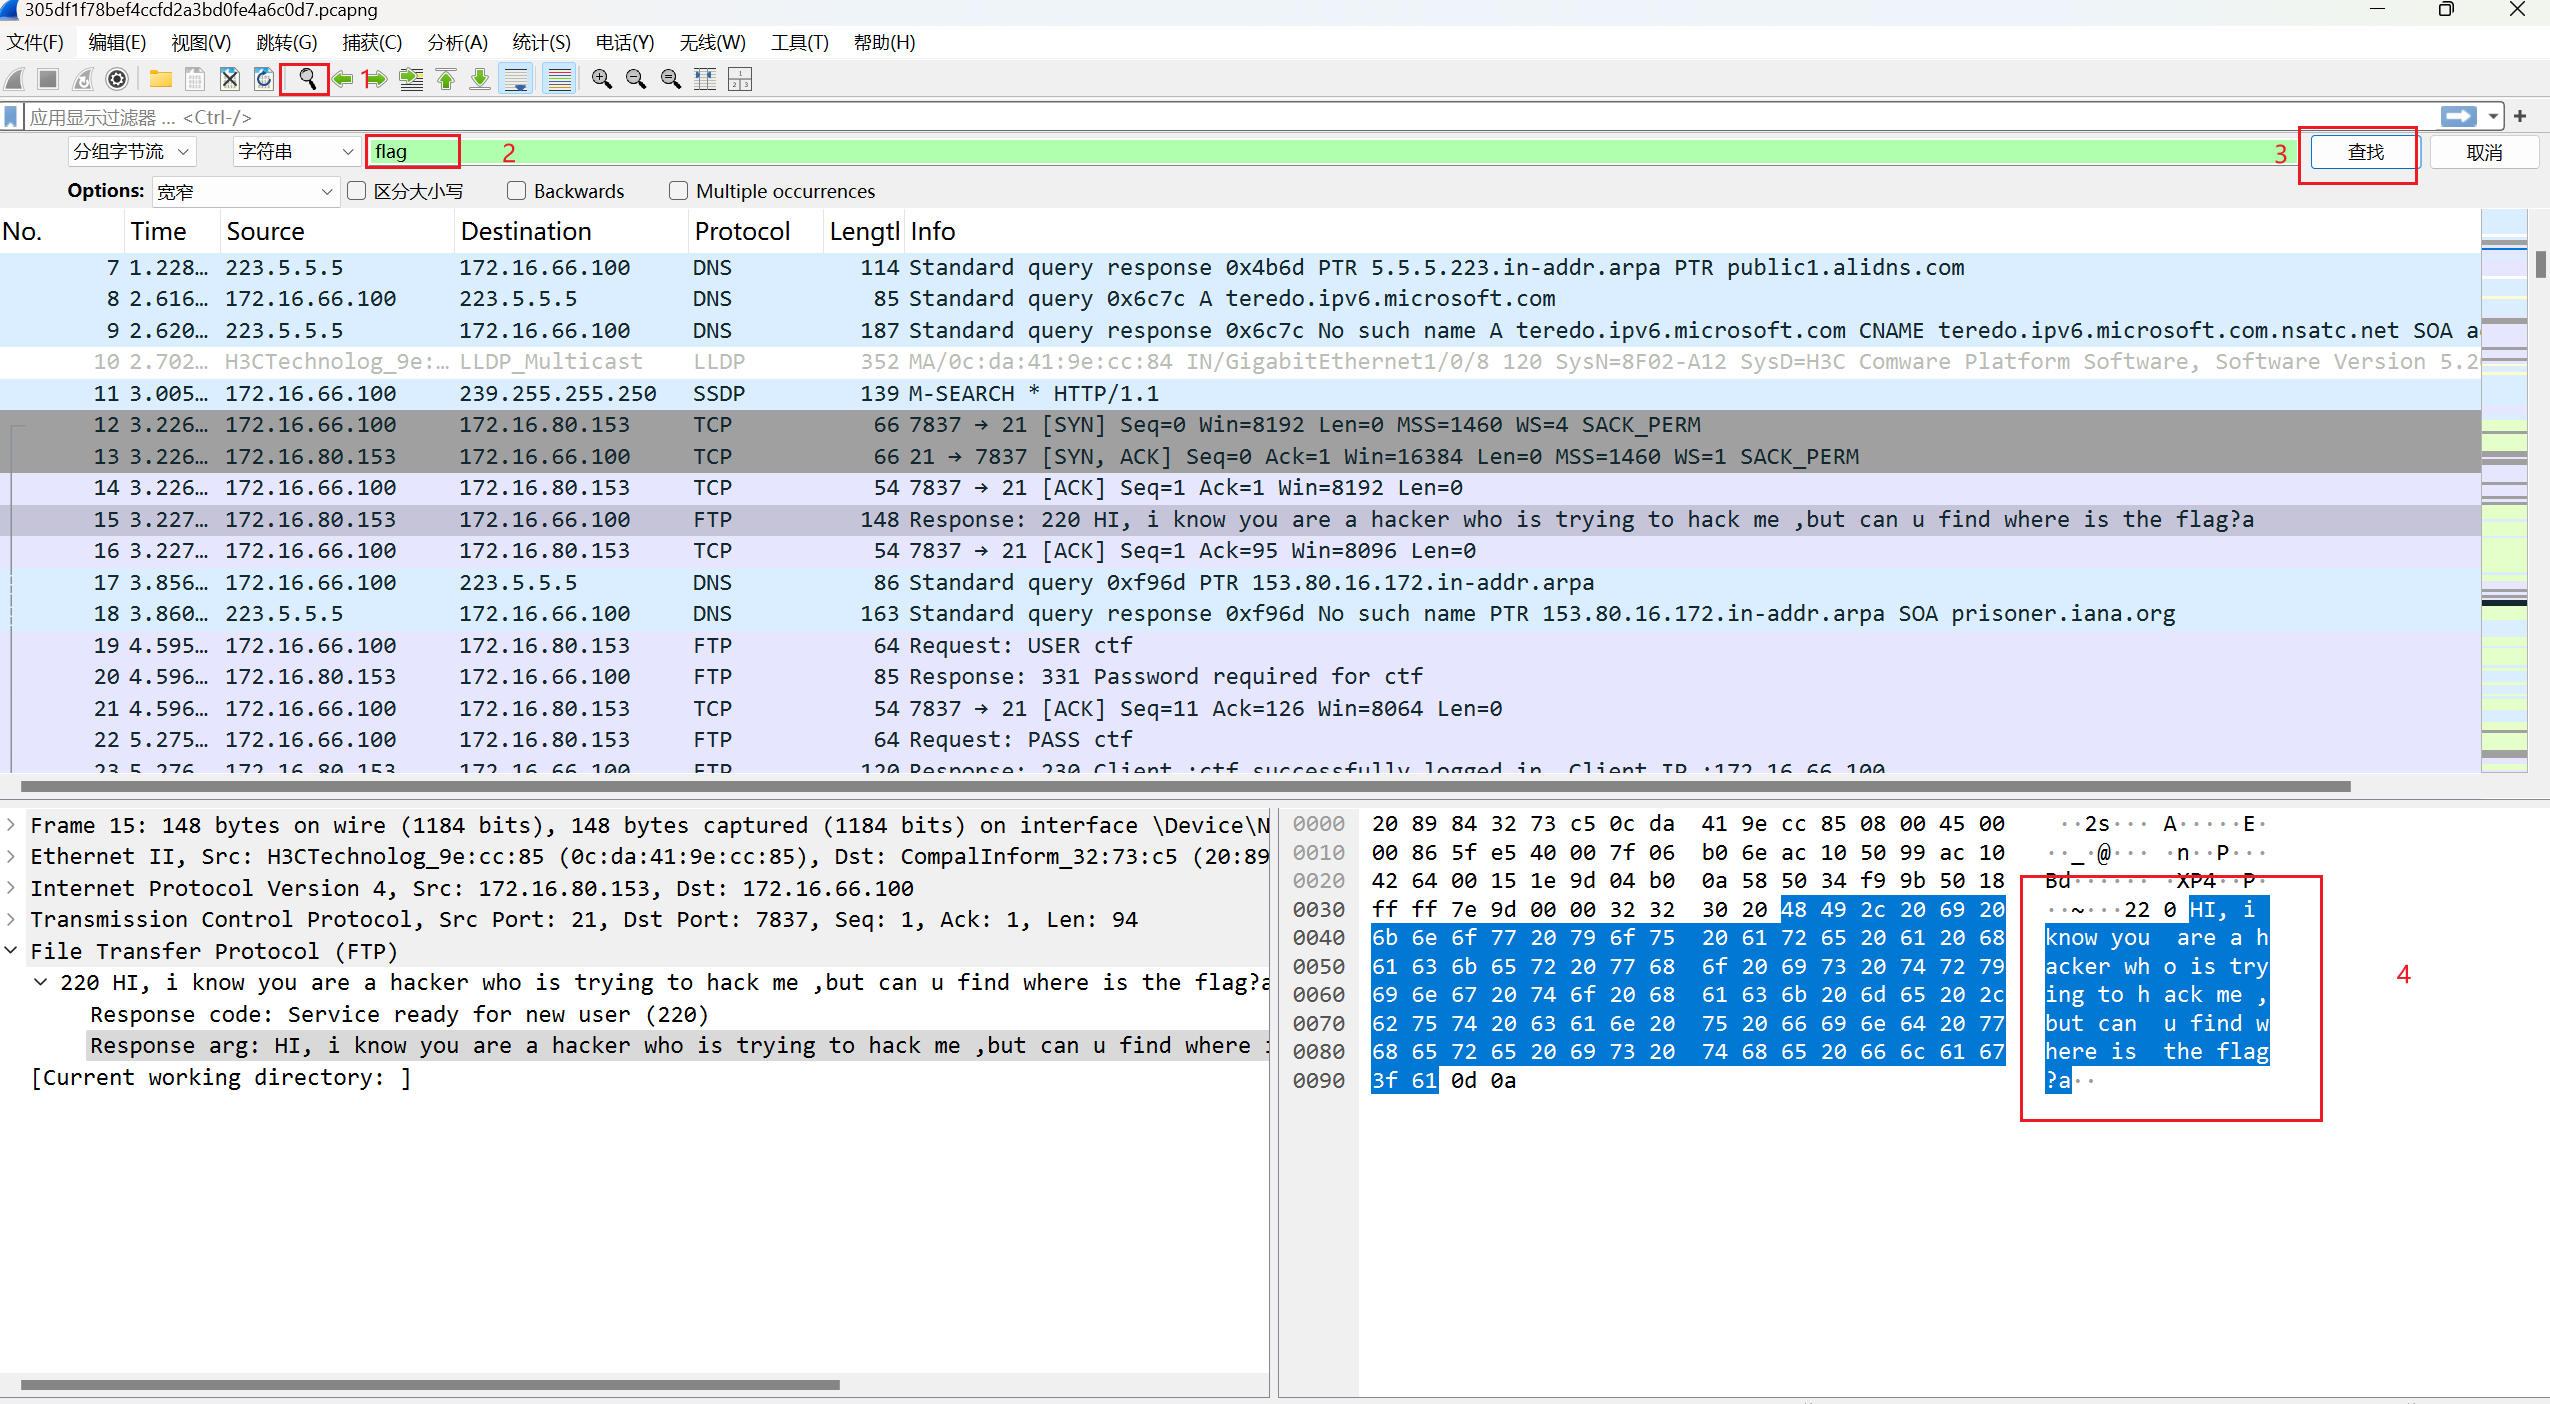 305df1f78bef4ccfd2a3bd0fe4a6c0d7.pcapng
文件(F) 编辑(E) 视图(V) 跳转(G) 捕获(C) 分析(A) 统计(S) 电话(Y) 无线(W) 工具(T) 帮助(H)
1
应用显示过滤器 … <Ctrl-/>
分组字节流 字符串 flag 2 3 查找 取消
Options: 宽窄 区分大小写 Backwards Multiple occurrences
No. Time Source Destination Protocol Lengtl Info
7 1.228… 223.5.5.5 172.16.66.100 DNS 114 Standard query response 0x4b6d PTR 5.5.5.223.in-addr.arpa PTR public1.alidns.com
8 2.616… 172.16.66.100 223.5.5.5 DNS 85 Standard query 0x6c7c A teredo.ipv6.microsoft.com
9 2.620… 223.5.5.5 172.16.66.100 DNS 187 Standard query response 0x6c7c No such name A teredo.ipv6.microsoft.com CNAME teredo.ipv6.microsoft.com.nsatc.net SOA a
10 2.702… H3CTechnolog_9e:… LLDP_Multicast LLDP 352 MA/0c:da:41:9e:cc:84 IN/GigabitEthernet1/0/8 120 SysN=8F02-A12 SysD=H3C Comware Platform Software, Software Version 5.2
11 3.005… 172.16.66.100 239.255.255.250 SSDP 139 M-SEARCH * HTTP/1.1
12 3.226… 172.16.66.100 172.16.80.153 TCP 66 7837 → 21 [SYN] Seq=0 Win=8192 Len=0 MSS=1460 WS=4 SACK_PERM
13 3.226… 172.16.80.153 172.16.66.100 TCP 66 21 → 7837 [SYN, ACK] Seq=0 Ack=1 Win=16384 Len=0 MSS=1460 WS=1 SACK_PERM
14 3.226… 172.16.66.100 172.16.80.153 TCP 54 7837 → 21 [ACK] Seq=1 Ack=1 Win=8192 Len=0
15 3.227… 172.16.80.153 172.16.66.100 FTP 148 Response: 220 HI, i know you are a hacker who is trying to hack me ,but can u find where is the flag?a
16 3.227… 172.16.66.100 172.16.80.153 TCP 54 7837 → 21 [ACK] Seq=1 Ack=95 Win=8096 Len=0
17 3.856… 172.16.66.100 223.5.5.5 DNS 86 Standard query 0xf96d PTR 153.80.16.172.in-addr.arpa
18 3.860… 223.5.5.5 172.16.66.100 DNS 163 Standard query response 0xf96d No such name PTR 153.80.16.172.in-addr.arpa SOA prisoner.iana.org
19 4.595… 172.16.66.100 172.16.80.153 FTP 64 Request: USER ctf
20 4.596… 172.16.80.153 172.16.66.100 FTP 85 Response: 331 Password required for ctf
21 4.596… 172.16.66.100 172.16.80.153 TCP 54 7837 → 21 [ACK] Seq=11 Ack=126 Win=8064 Len=0
22 5.275… 172.16.66.100 172.16.80.153 FTP 64 Request: PASS ctf
23 5.276… 172.16.80.153 172.16.66.100 FTP 120 Response: 230 Client :ctf successfully logged in. Client IP :172.16.66.100
Frame 15: 148 bytes on wire (1184 bits), 148 bytes captured (1184 bits) on interface \Device\N
Ethernet II, Src: H3CTechnolog_9e:cc:85 (0c:da:41:9e:cc:85), Dst: CompalInform_32:73:c5 (20:89
Internet Protocol Version 4, Src: 172.16.80.153, Dst: 172.16.66.100
Transmission Control Protocol, Src Port: 21, Dst Port: 7837, Seq: 1, Ack: 1, Len: 94
File Transfer Protocol (FTP)
220 HI, i know you are a hacker who is trying to hack me ,but can u find where is the flag?a
Response code: Service ready for new user (220)
Response arg: HI, i know you are a hacker who is trying to hack me ,but can u find where i
[Current working directory: ]
0000 20 89 84 32 73 c5 0c da 41 9e cc 85 08 00 45 00 ··2s··· A·····E·
0010 00 86 5f e5 40 00 7f 06 b0 6e ac 10 50 99 ac 10 ··_·@··· ·n··P···
0020 42 64 00 15 1e 9d 04 b0 0a 58 50 34 f9 9b 50 18 Bd······ ·XP4··P·
0030 ff ff 7e 9d 00 00 32 32 30 20 48 49 2c 20 69 20 ··~···22 0 HI, i
0040 6b 6e 6f 77 20 79 6f 75 20 61 72 65 20 61 20 68 know you are a h
0050 61 63 6b 65 72 20 77 68 6f 20 69 73 20 74 72 79 acker wh o is try
0060 69 6e 67 20 74 6f 20 68 61 63 6b 20 6d 65 20 2c ing to h ack me ,
0070 62 75 74 20 63 61 6e 20 75 20 66 69 6e 64 20 77 but can u find w
0080 68 65 72 65 20 69 73 20 74 68 65 20 66 6c 61 67 here is the flag
0090 3f 61 0d 0a ?a··
4